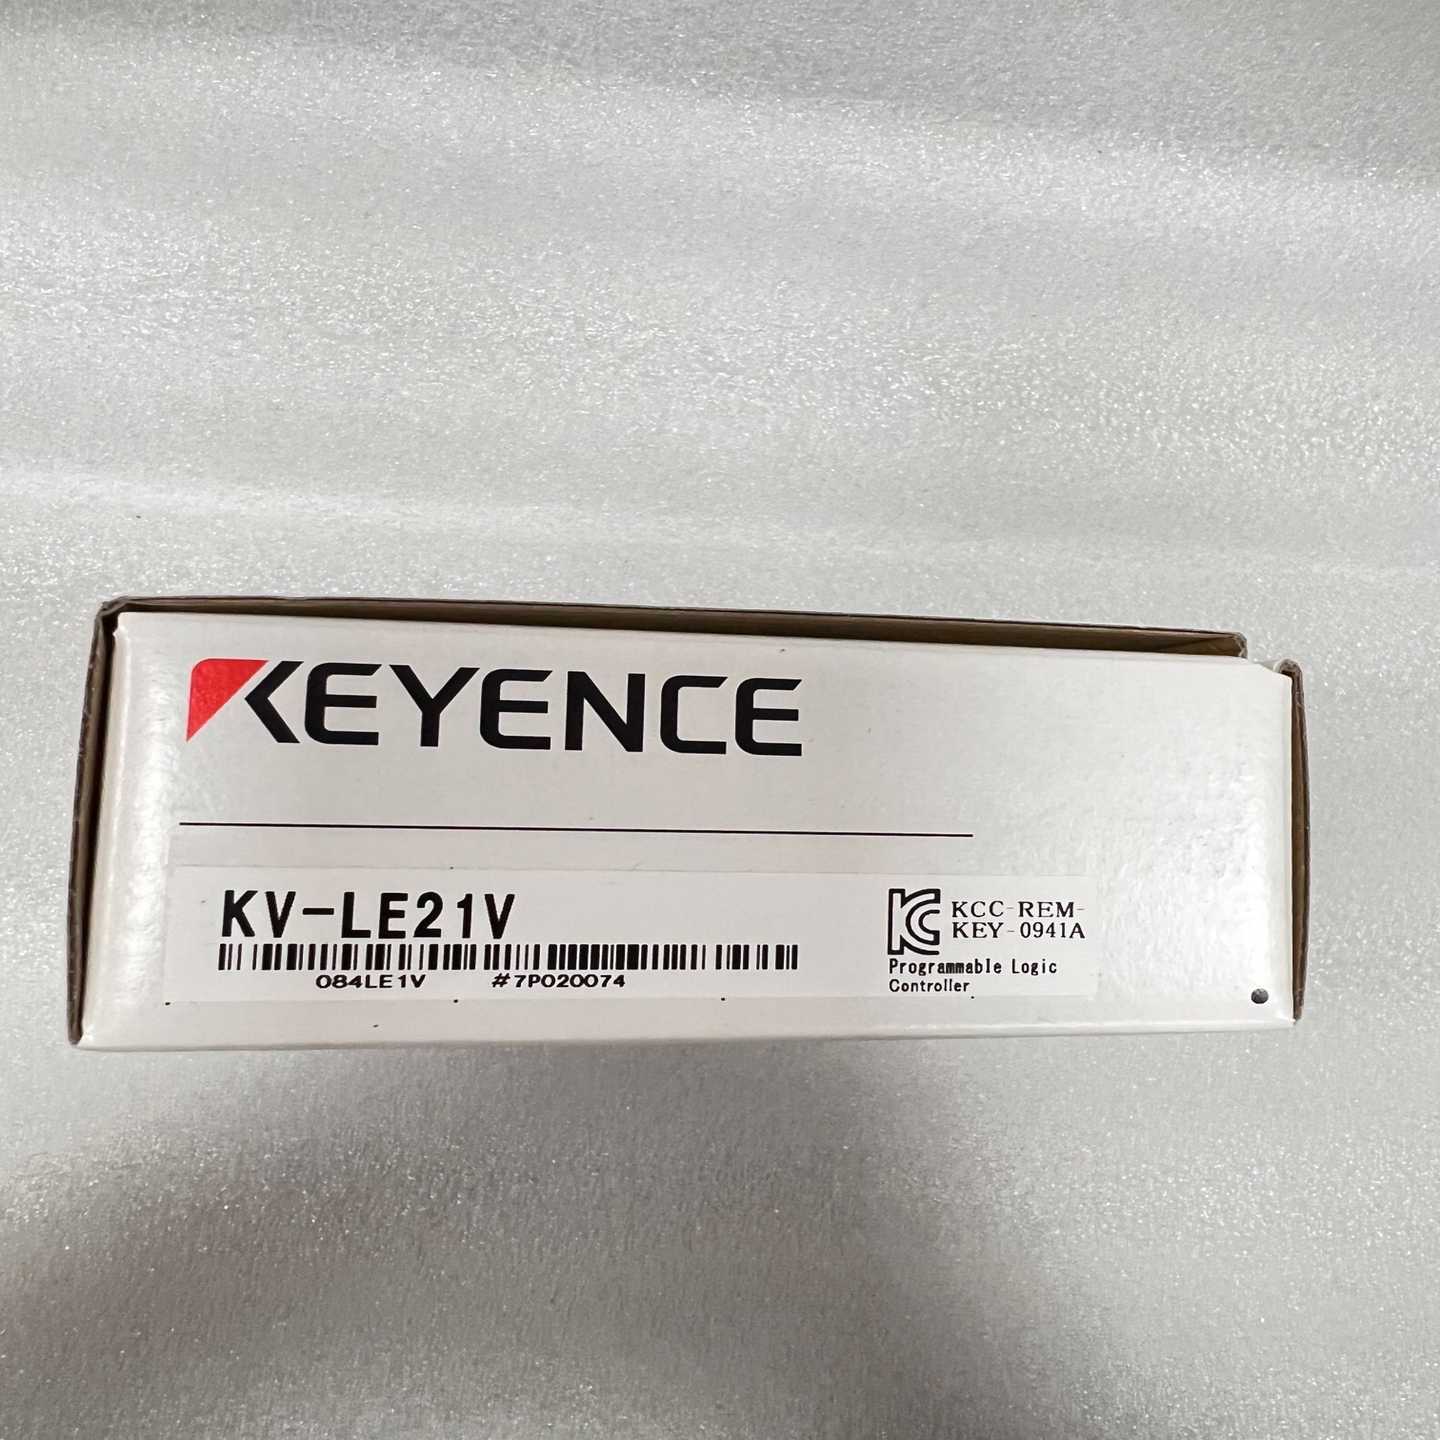 KEYENCE
KV-LE21V
084LE1V #7P020074
KCC-REM-
KEY-0941A
Programmable Logic
Controller